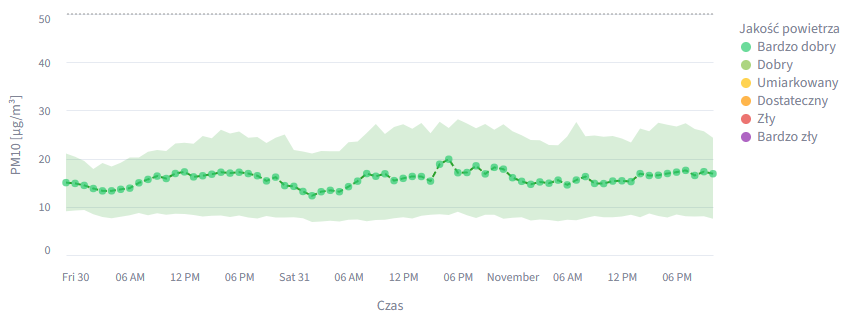 50
40
30
20
10
0
PM10 [µg/m³]
Fri 30 06 AM 12 PM 06 PM Sat 31 06 AM 12 PM 06 PM November 06 AM 12 PM 06 PM
Czas
Jakość powietrza
Bardzo dobry
Dobry
Umiarkowany
Dostateczny
Zły
Bardzo zły